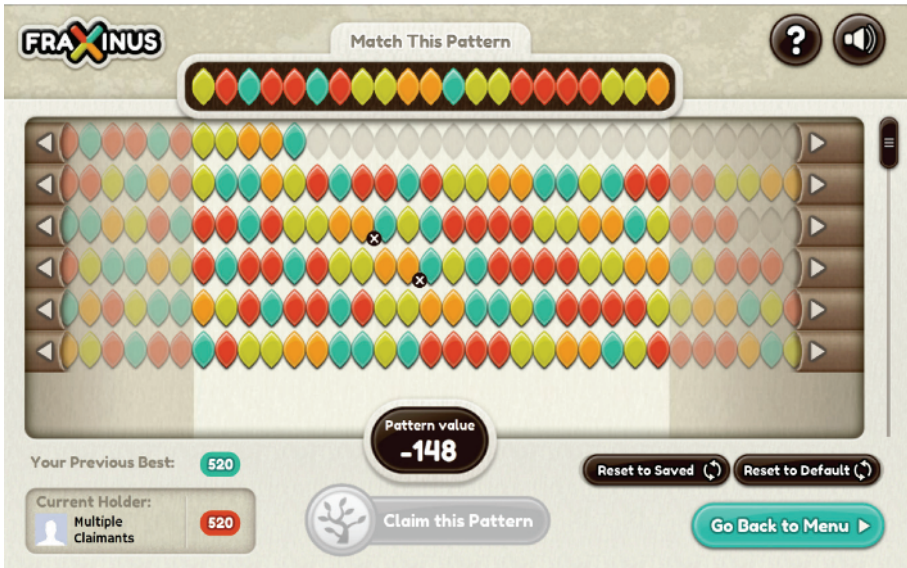 FRAXINUS
Match This Pattern
?
Pattern value
-148
Your Previous Best: 520
Reset to Saved
Reset to Default
Current Holder:
Multiple
Claimants
520
Claim this Pattern
Go Back to Menu